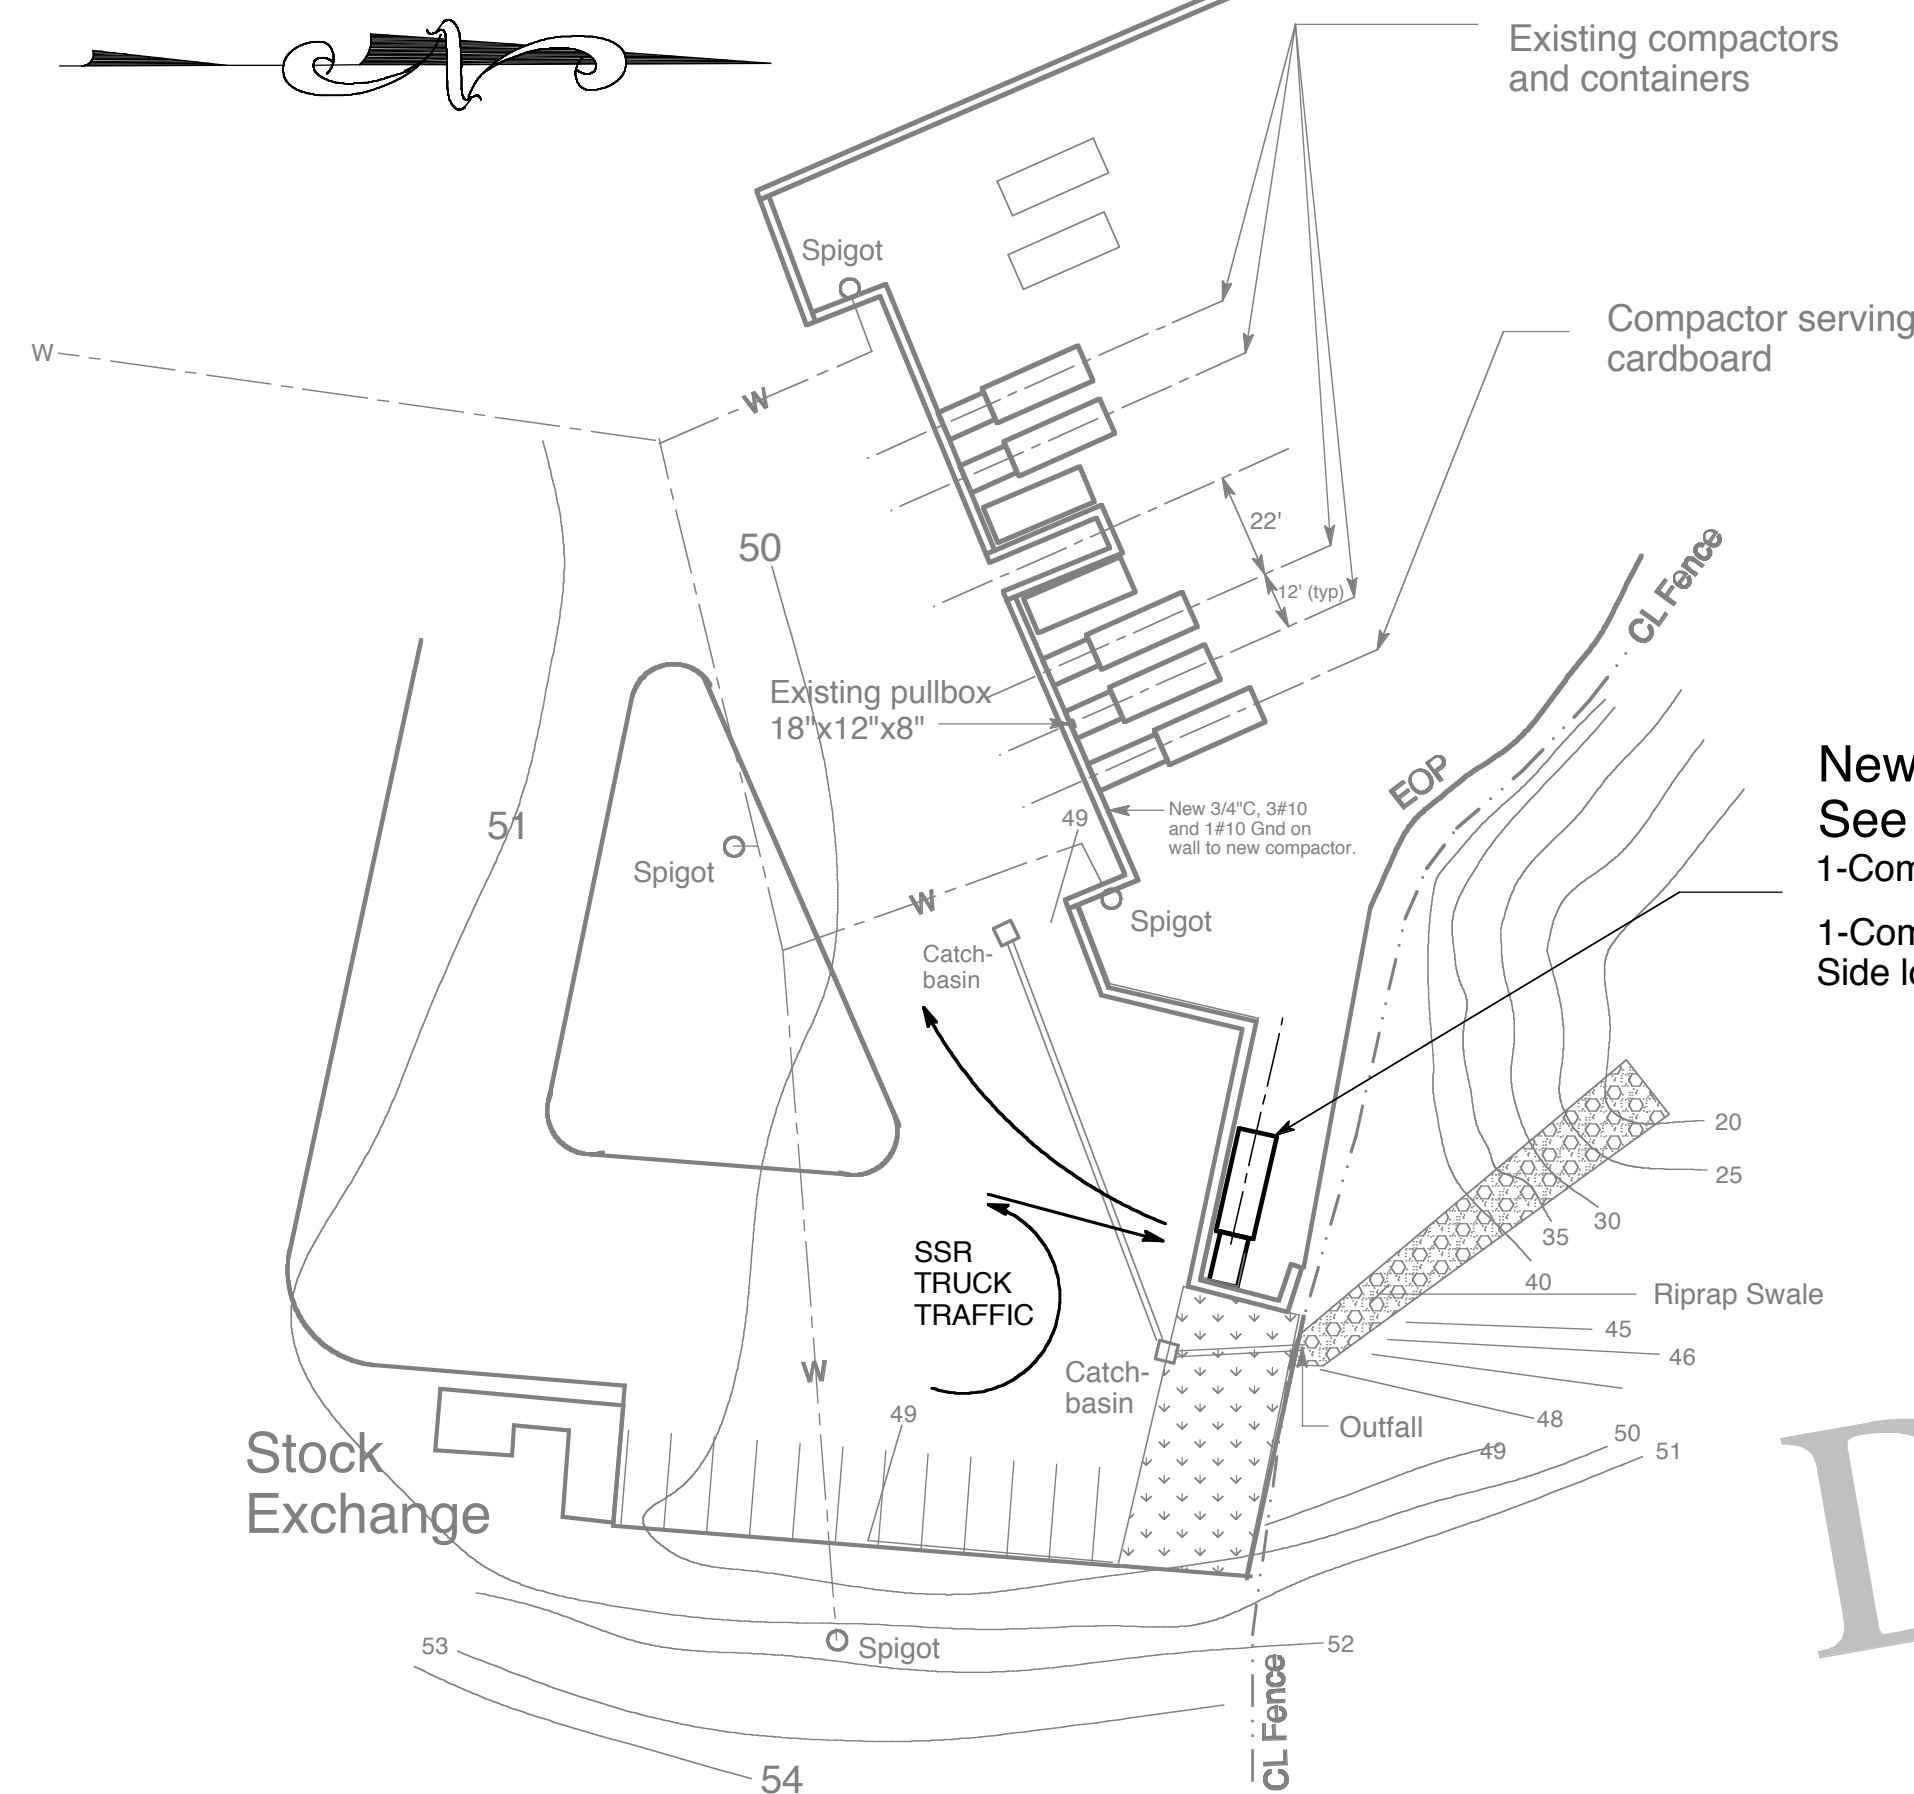 N
Existing compactors
and containers
Spigot
Compactor serving
cardboard
W
W
22'
12' (typ)
50
CL Fence
Existing pullbox
18"x12"x8"
EOP
New
See
1-Com
New 3/4"C, 3#10
and 1#10 Gnd on
wall to new compactor.
49
51
Spigot
W
Spigot
1-Com
Side lo
Catch-
basin
20
25
30
35
40
SSR
TRUCK
TRAFFIC
Riprap Swale
45
46
W
Catch-
basin
48
Outfall
49
50
51
49
Stock
Exchange
Spigot
52
53
CL Fence
54
D